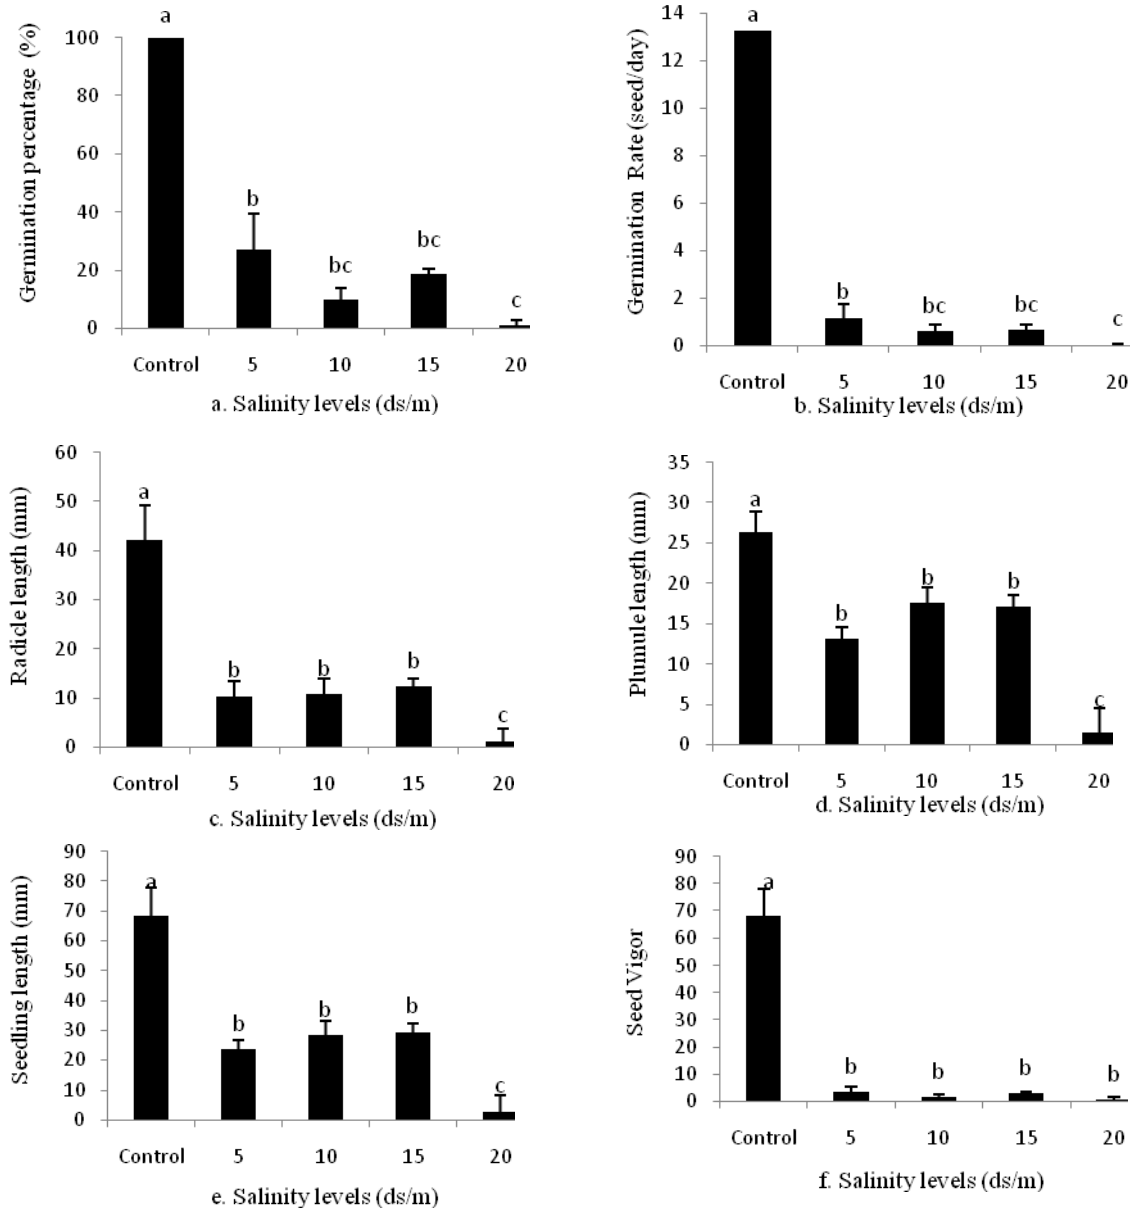 Germination percentage (%)
100
80
60
40
20
0
a
b
bc
bc
c
Control 5 10 15 20
a. Salinity levels (ds/m)
Germination Rate (seed/day)
14
12
10
8
6
4
2
0
a
b
bc
bc
c
Control 5 10 15 20
b. Salinity levels (ds/m)
Radicle length (mm)
60
50
40
30
20
10
0
a
b
b
b
c
Control 5 10 15 20
c. Salinity levels (ds/m)
Plumule length (mm)
35
30
25
20
15
10
5
0
a
b
b
b
c
Control 5 10 15 20
d. Salinity levels (ds/m)
Seedling length (mm)
90
80
70
60
50
40
30
20
10
0
a
b
b
b
c
Control 5 10 15 20
e. Salinity levels (ds/m)
Seed Vigor
90
80
70
60
50
40
30
20
10
0
a
b
b
b
b
Control 5 10 15 20
f. Salinity levels (ds/m)